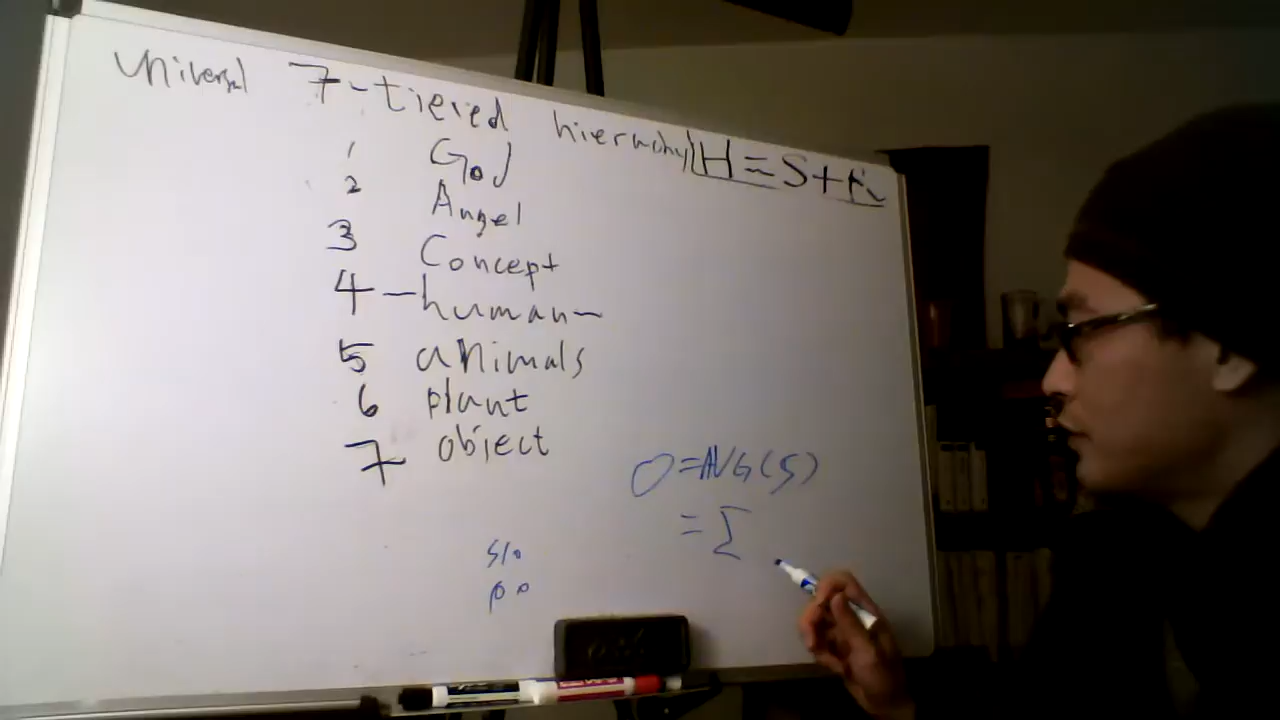 Universal 7-tiered hierarchy H=S+R
1 God
2 Angel
3 Concept
4 - human -
5 animals
6 plant
7 object
O=AVG(S)
= Σ
S/o
po